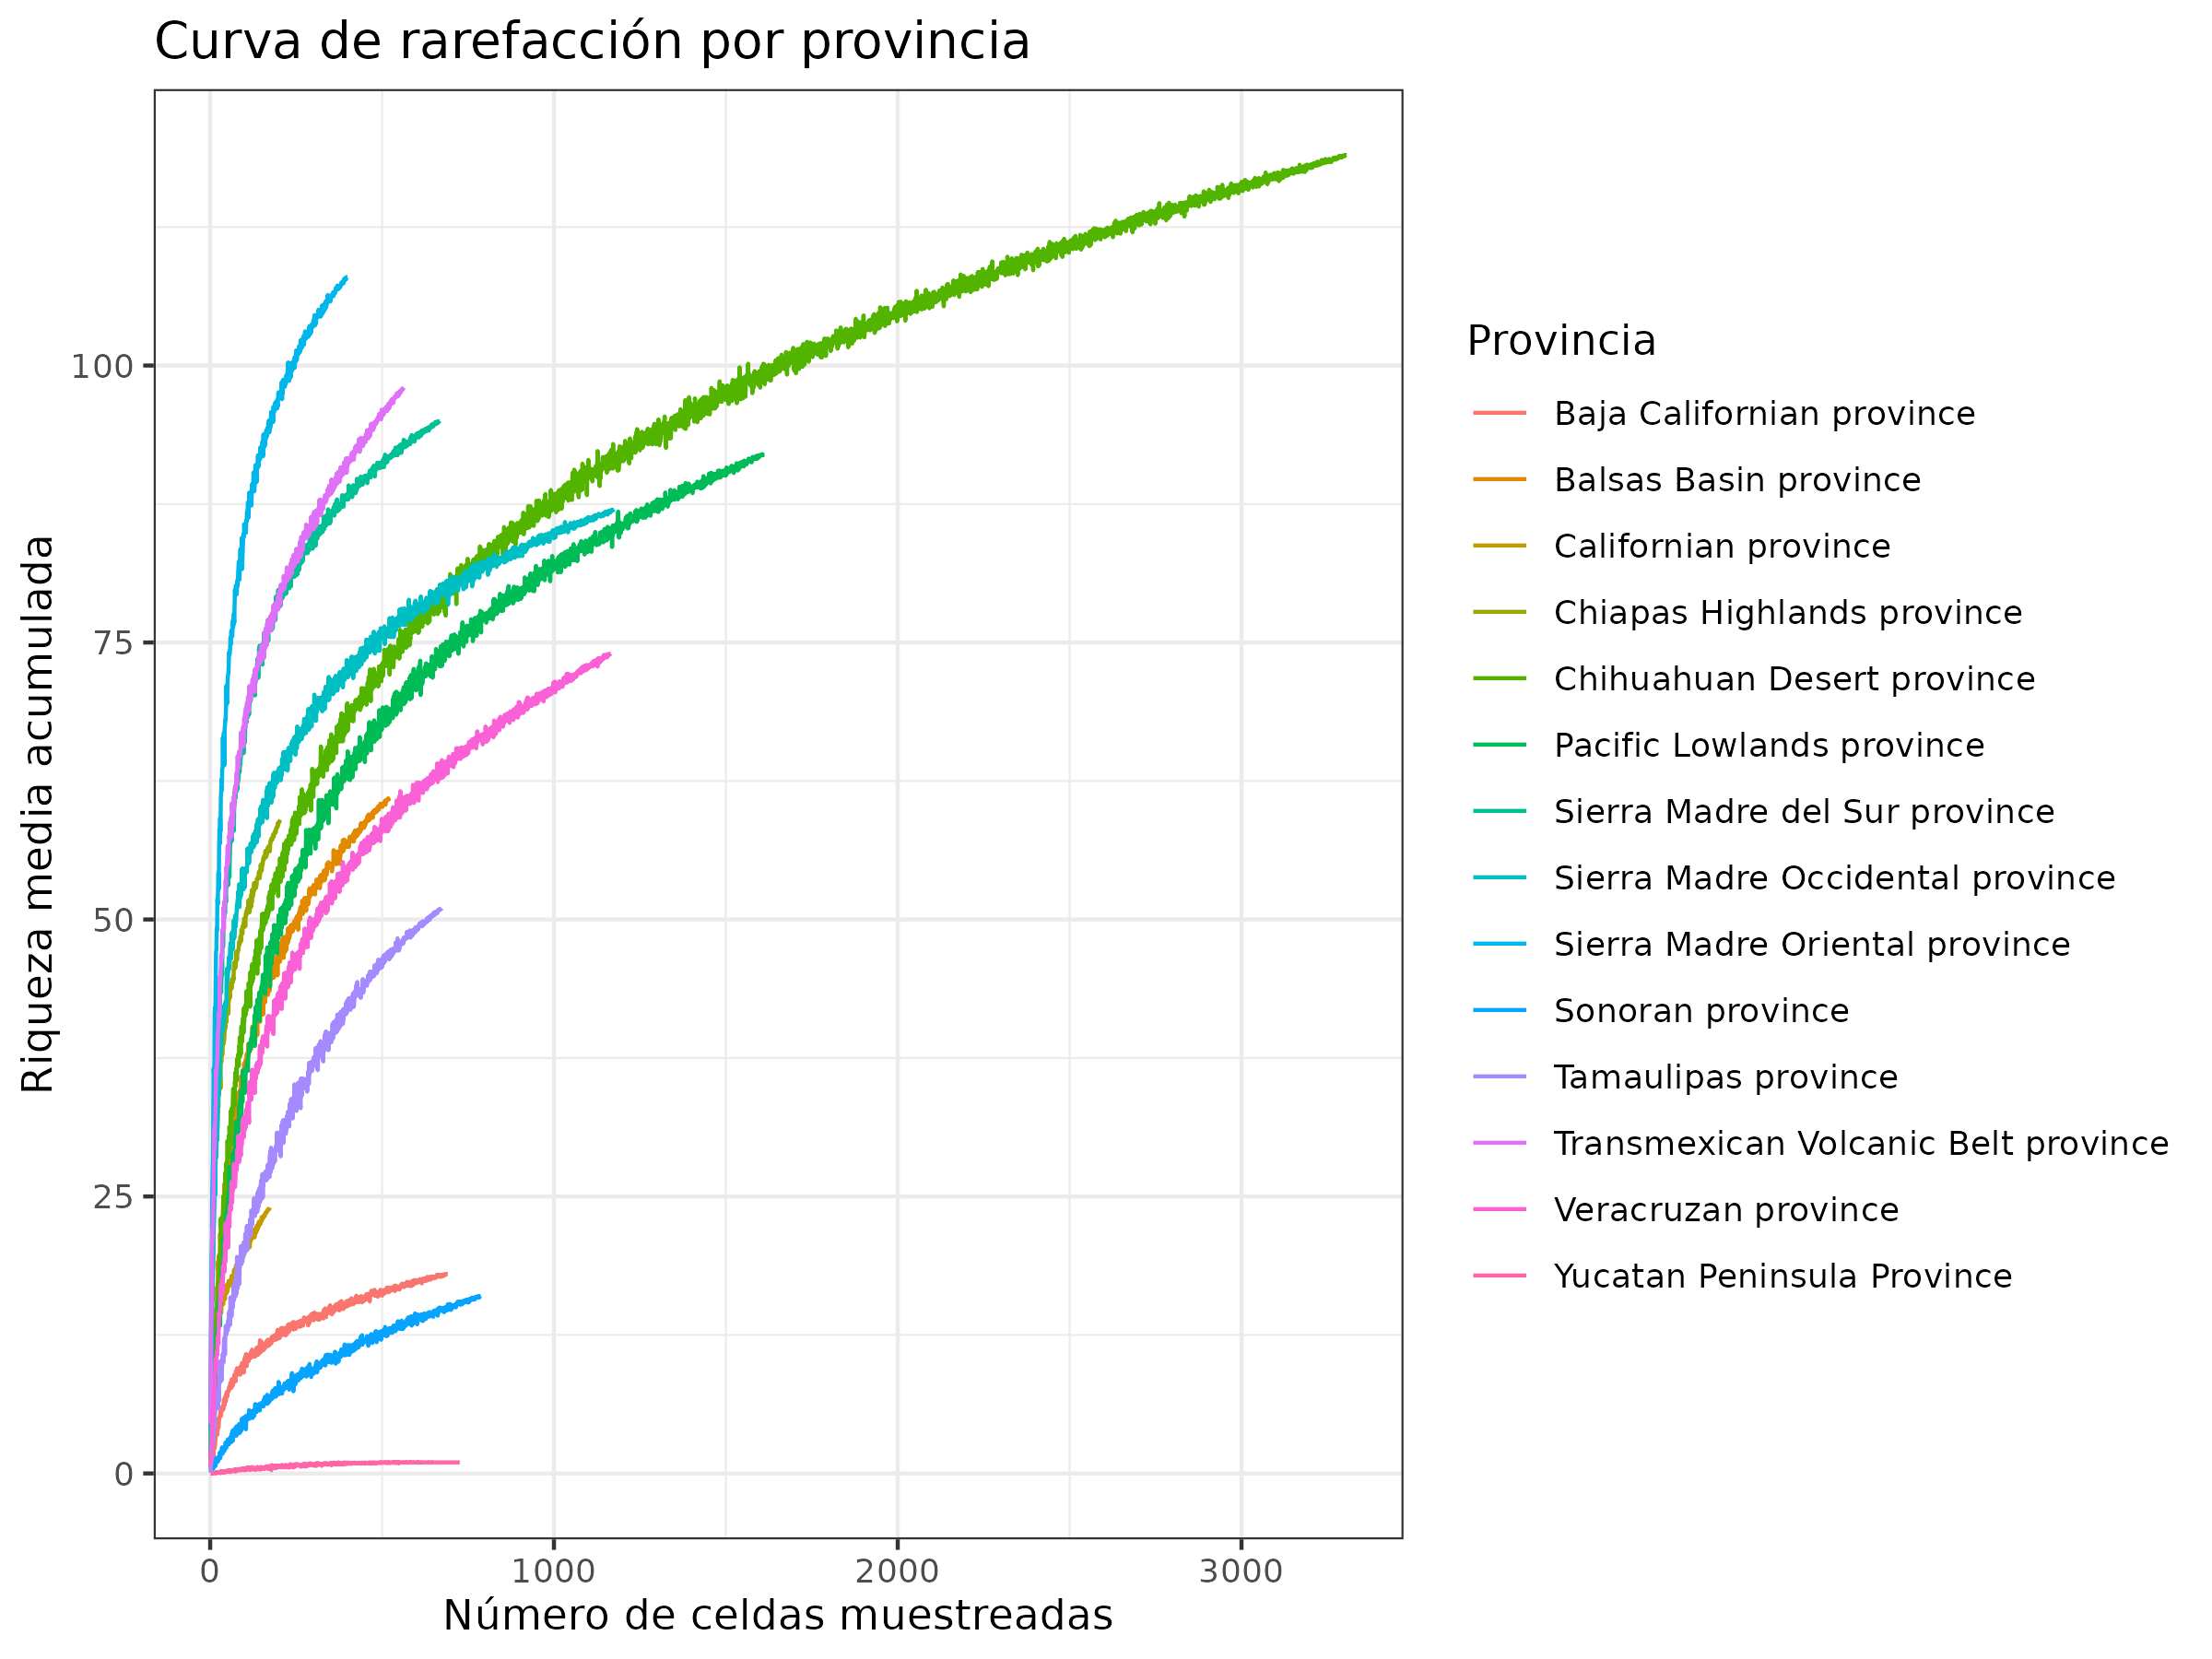 Curva de rarefacción por provincia
Riqueza media acumulada
100
75
50
25
0
0 1000 2000 3000
Número de celdas muestreadas
Provincia
Baja Californian province
Balsas Basin province
Californian province
Chiapas Highlands province
Chihuahuan Desert province
Pacific Lowlands province
Sierra Madre del Sur province
Sierra Madre Occidental province
Sierra Madre Oriental province
Sonoran province
Tamaulipas province
Transmexican Volcanic Belt province
Veracruzan province
Yucatan Peninsula Province